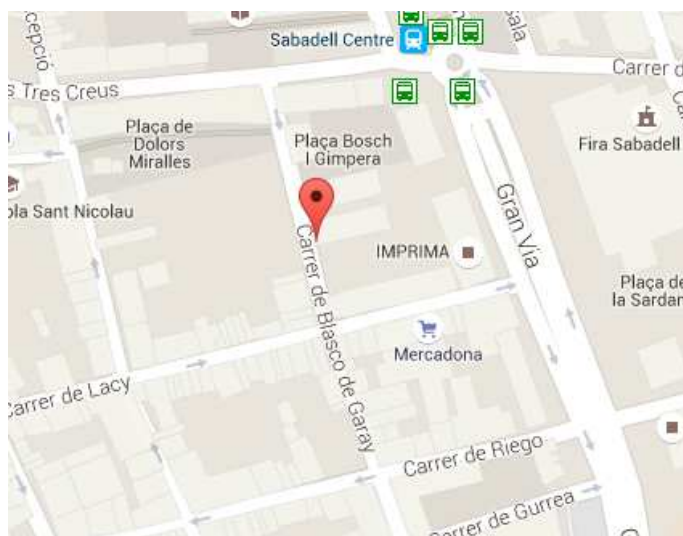 Sabadell Centre
Carrer d
s Tres Creus
Plaça de
Dolors
Miralles
Plaça Bosch
I Gimpera
Fira Sabadell
ola Sant Nicolau
Gran Vía
IMPRIMA
Carrer de Blasco de Garay
Plaça de
la Sardan
Mercadona
Carrer de Lacy
Carrer de Riego
Carrer de Gurrea